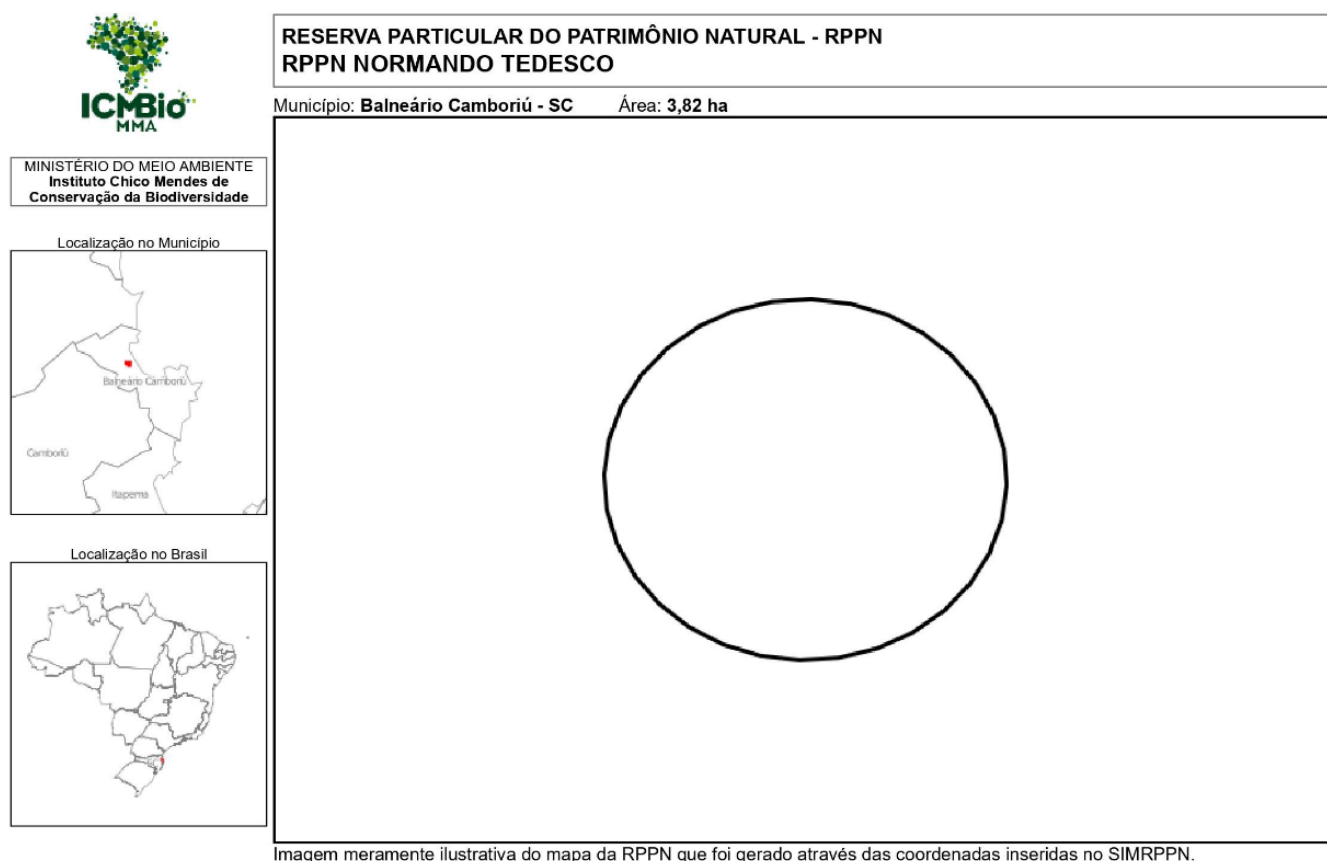 ICMBio
MMA
MINISTÉRIO DO MEIO AMBIENTE
Instituto Chico Mendes de
Conservação da Biodiversidade
RESERVA PARTICULAR DO PATRIMÔNIO NATURAL - RPPN
RPPN NORMANDO TEDESCO
Município: Balneário Camboriú - SC Área: 3,82 ha
Localização no Município
Balneário Camboriú
Camboriú
Itapema
Localização no Brasil
Imagem meramente ilustrativa do mapa da RPPN que foi gerado através das coordenadas inseridas no SIMRPPN.